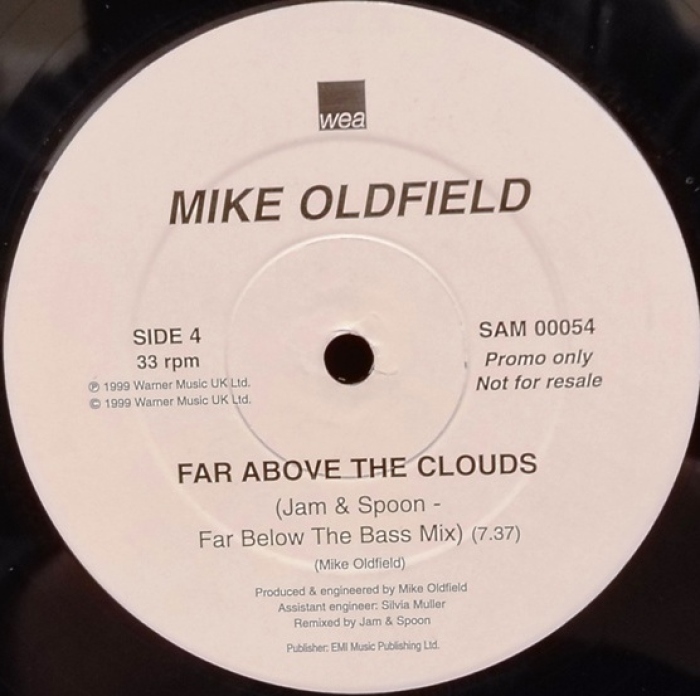 wea
MIKE OLDFIELD
SIDE 4
33 rpm
℗ 1999 Warner Music UK Ltd.
© 1999 Warner Music UK Ltd.
SAM 00054
Promo only
Not for resale
FAR ABOVE THE CLOUDS
(Jam & Spoon -
Far Below The Bass Mix) (7.37)
(Mike Oldfield)
Produced & engineered by Mike Oldfield
Assistant engineer: Silvia Muller
Remixed by Jam & Spoon
Publisher: EMI Music Publishing Ltd.